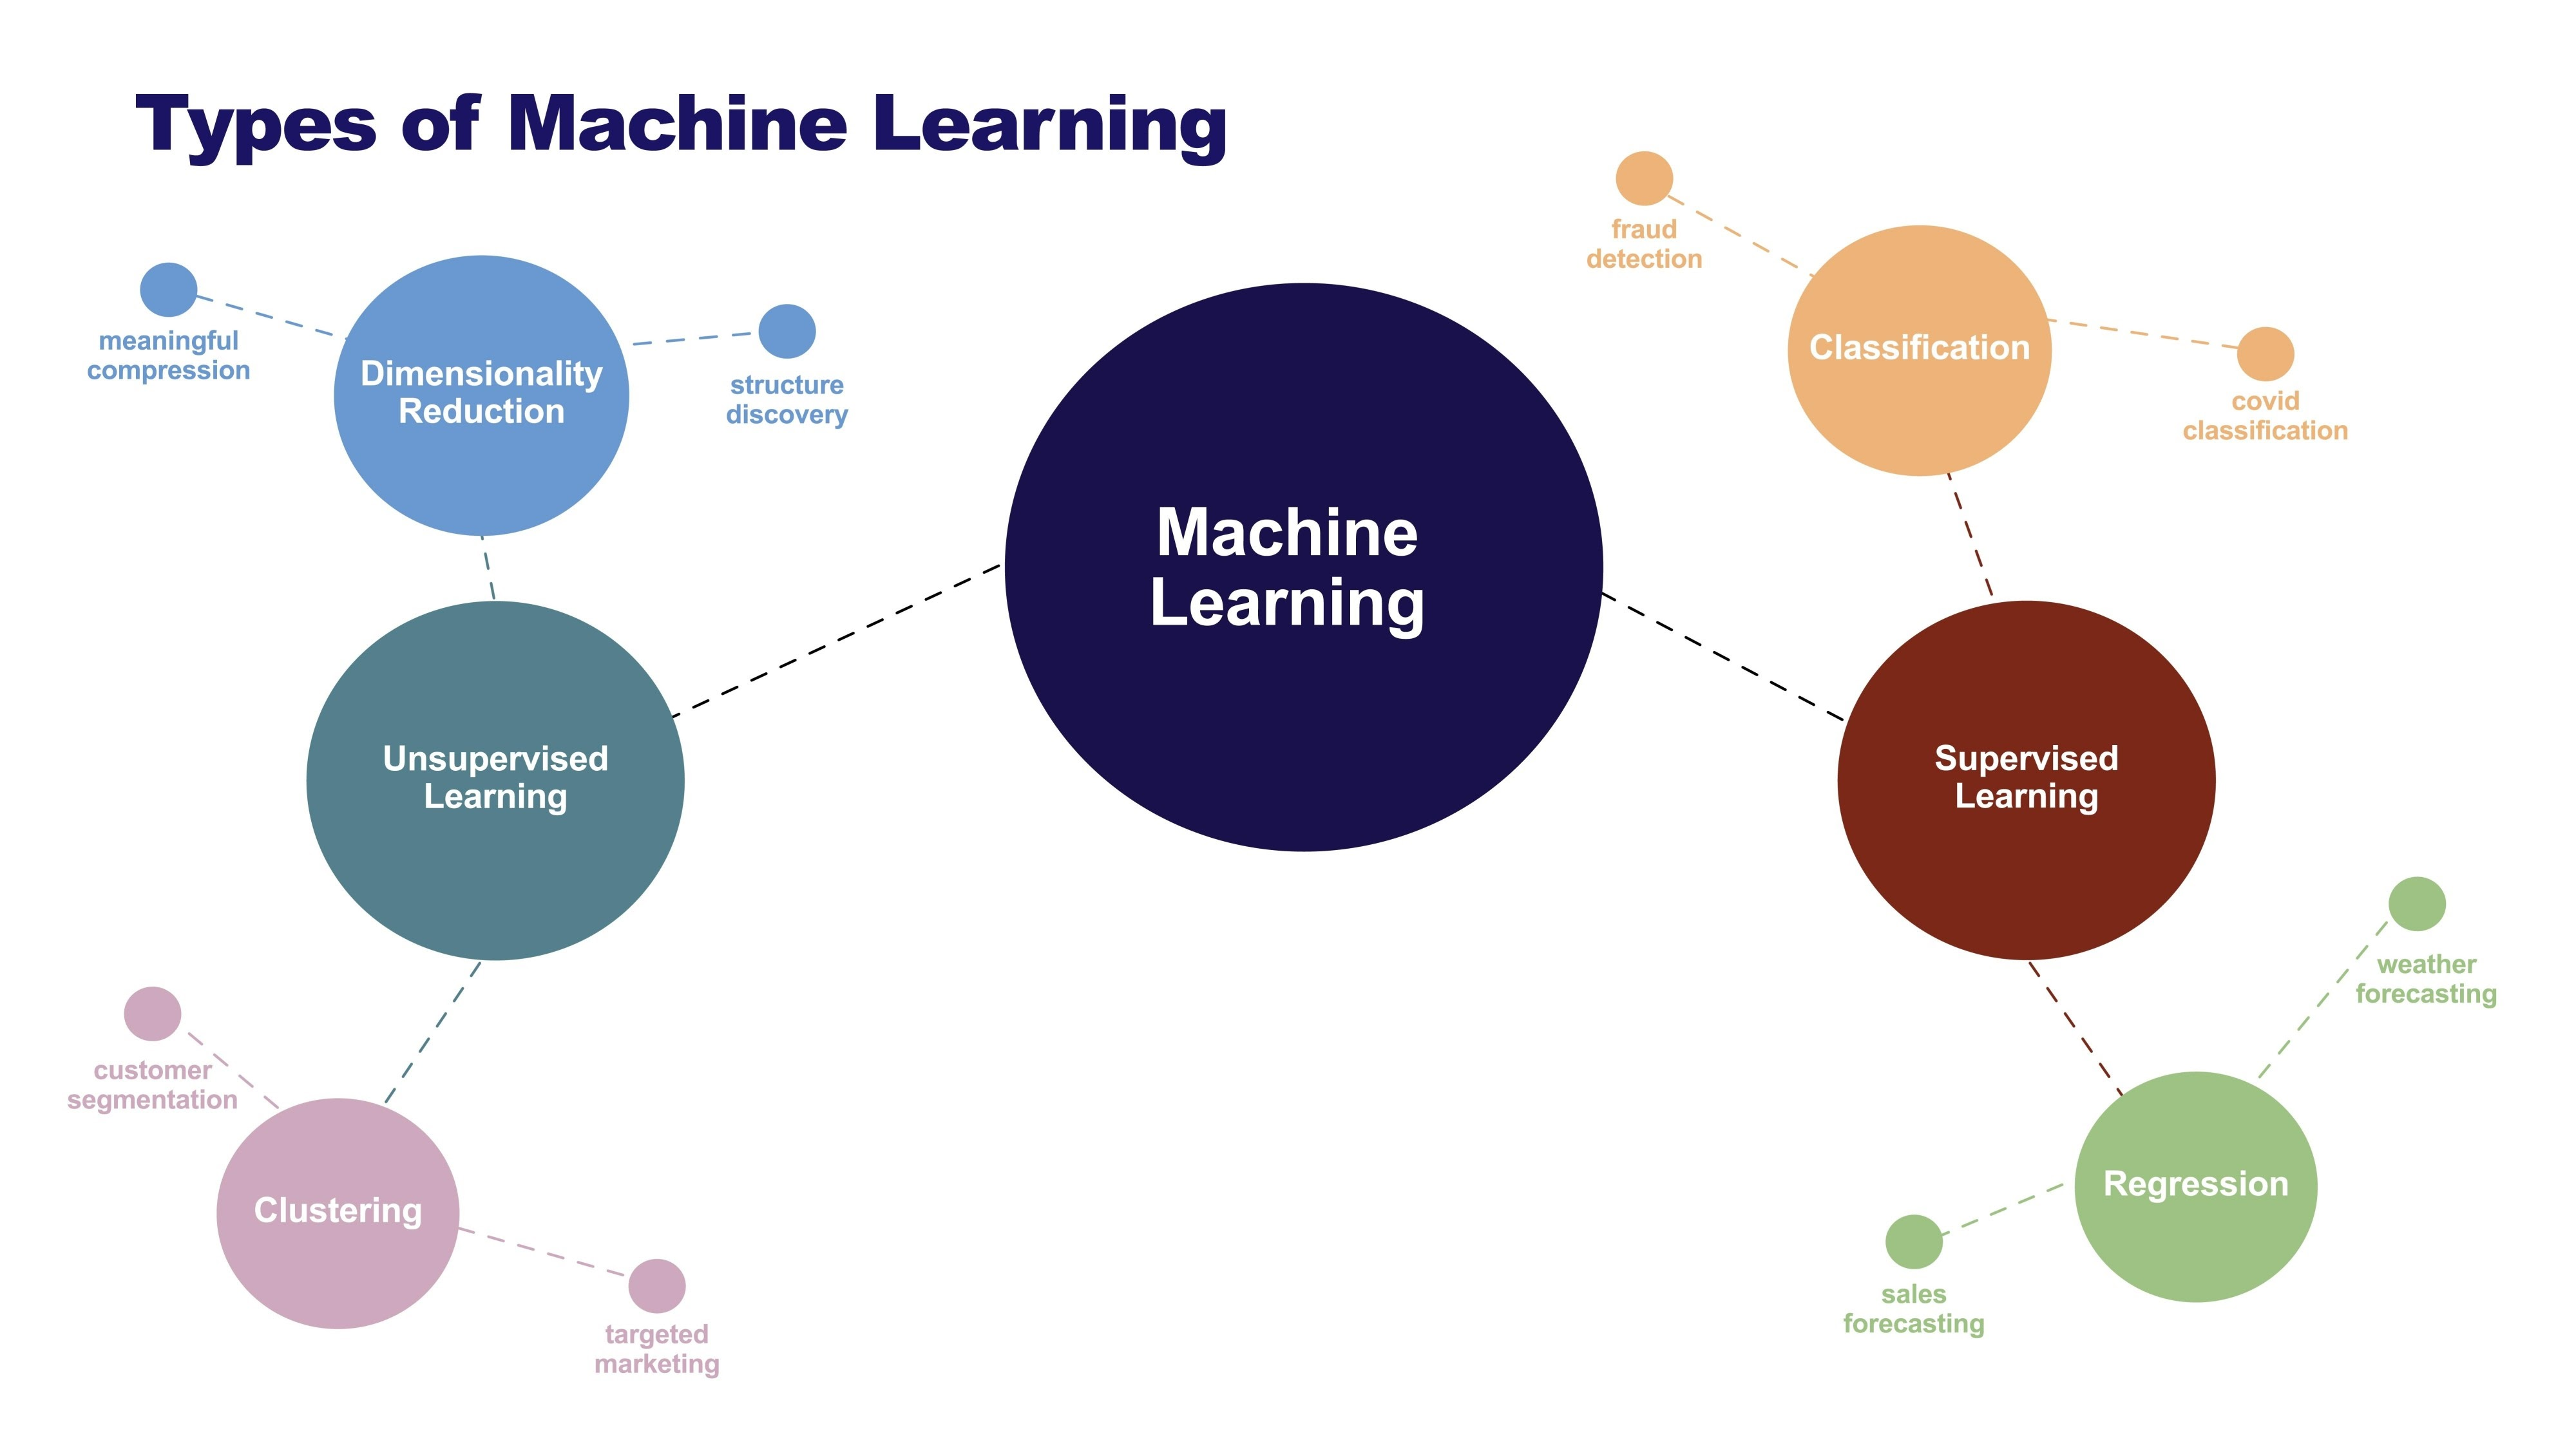 Types of Machine Learning
fraud
detection
meaningful
compression
Dimensionality
Reduction
structure
discovery
Classification
covid
classification
Machine
Learning
Unsupervised
Learning
Supervised
Learning
weather
forecasting
customer
segmentation
Clustering
Regression
targeted
marketing
sales
forecasting